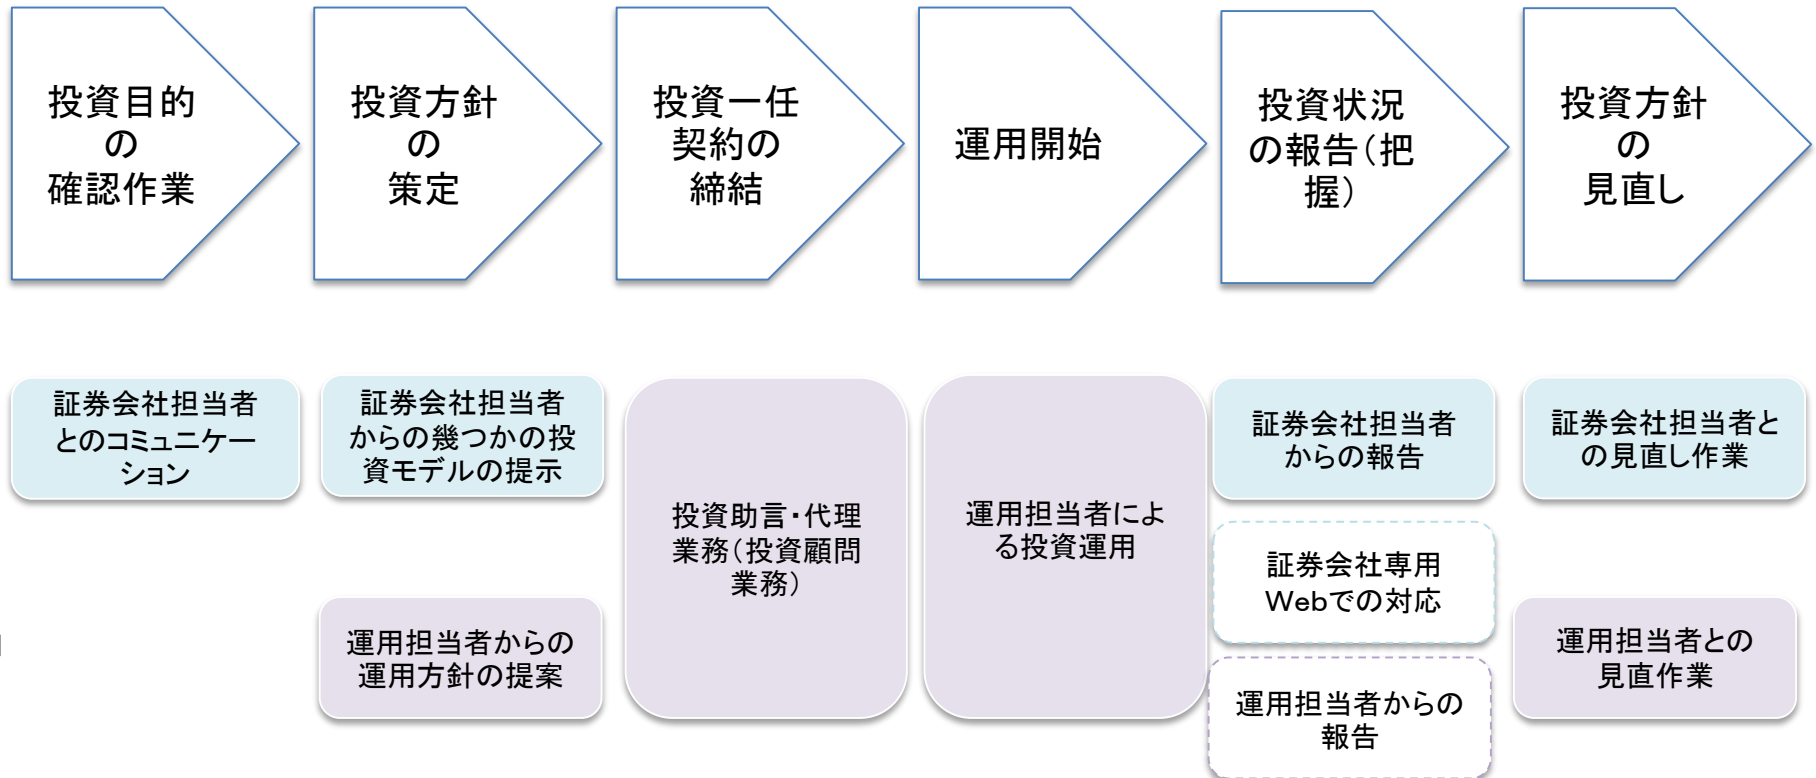 投資目的
の
確認作業
投資方針
の
策定
投資一任
契約の
締結
運用開始
投資状況
の報告（把
握）
投資方針
の
見直し
証券会社担当者
とのコミュニケー
ション
証券会社担当者
からの幾つかの投
資モデルの提示
運用担当者からの
運用方針の提案
投資助言・代理
業務（投資顧問
業務）
運用担当者によ
る投資運用
証券会社担当者
からの報告
証券会社専用
Webでの対応
運用担当者からの
報告
証券会社担当者と
の見直し作業
運用担当者との
見直作業